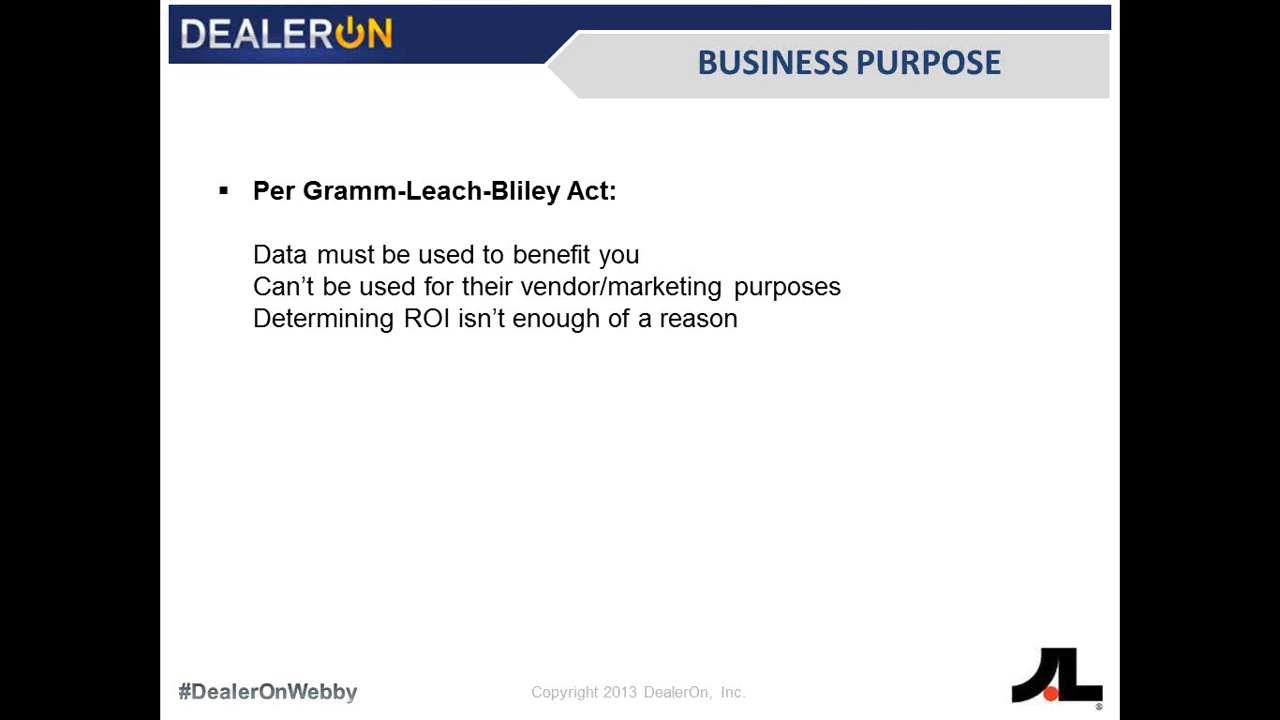 DEALERON
BUSINESS PURPOSE
▪ Per Gramm-Leach-Bliley Act:
Data must be used to benefit you
Can't be used for their vendor/marketing purposes
Determining ROI isn't enough of a reason
#DealerOnWebby
Copyright 2013 DealerOn, Inc.
JL
®